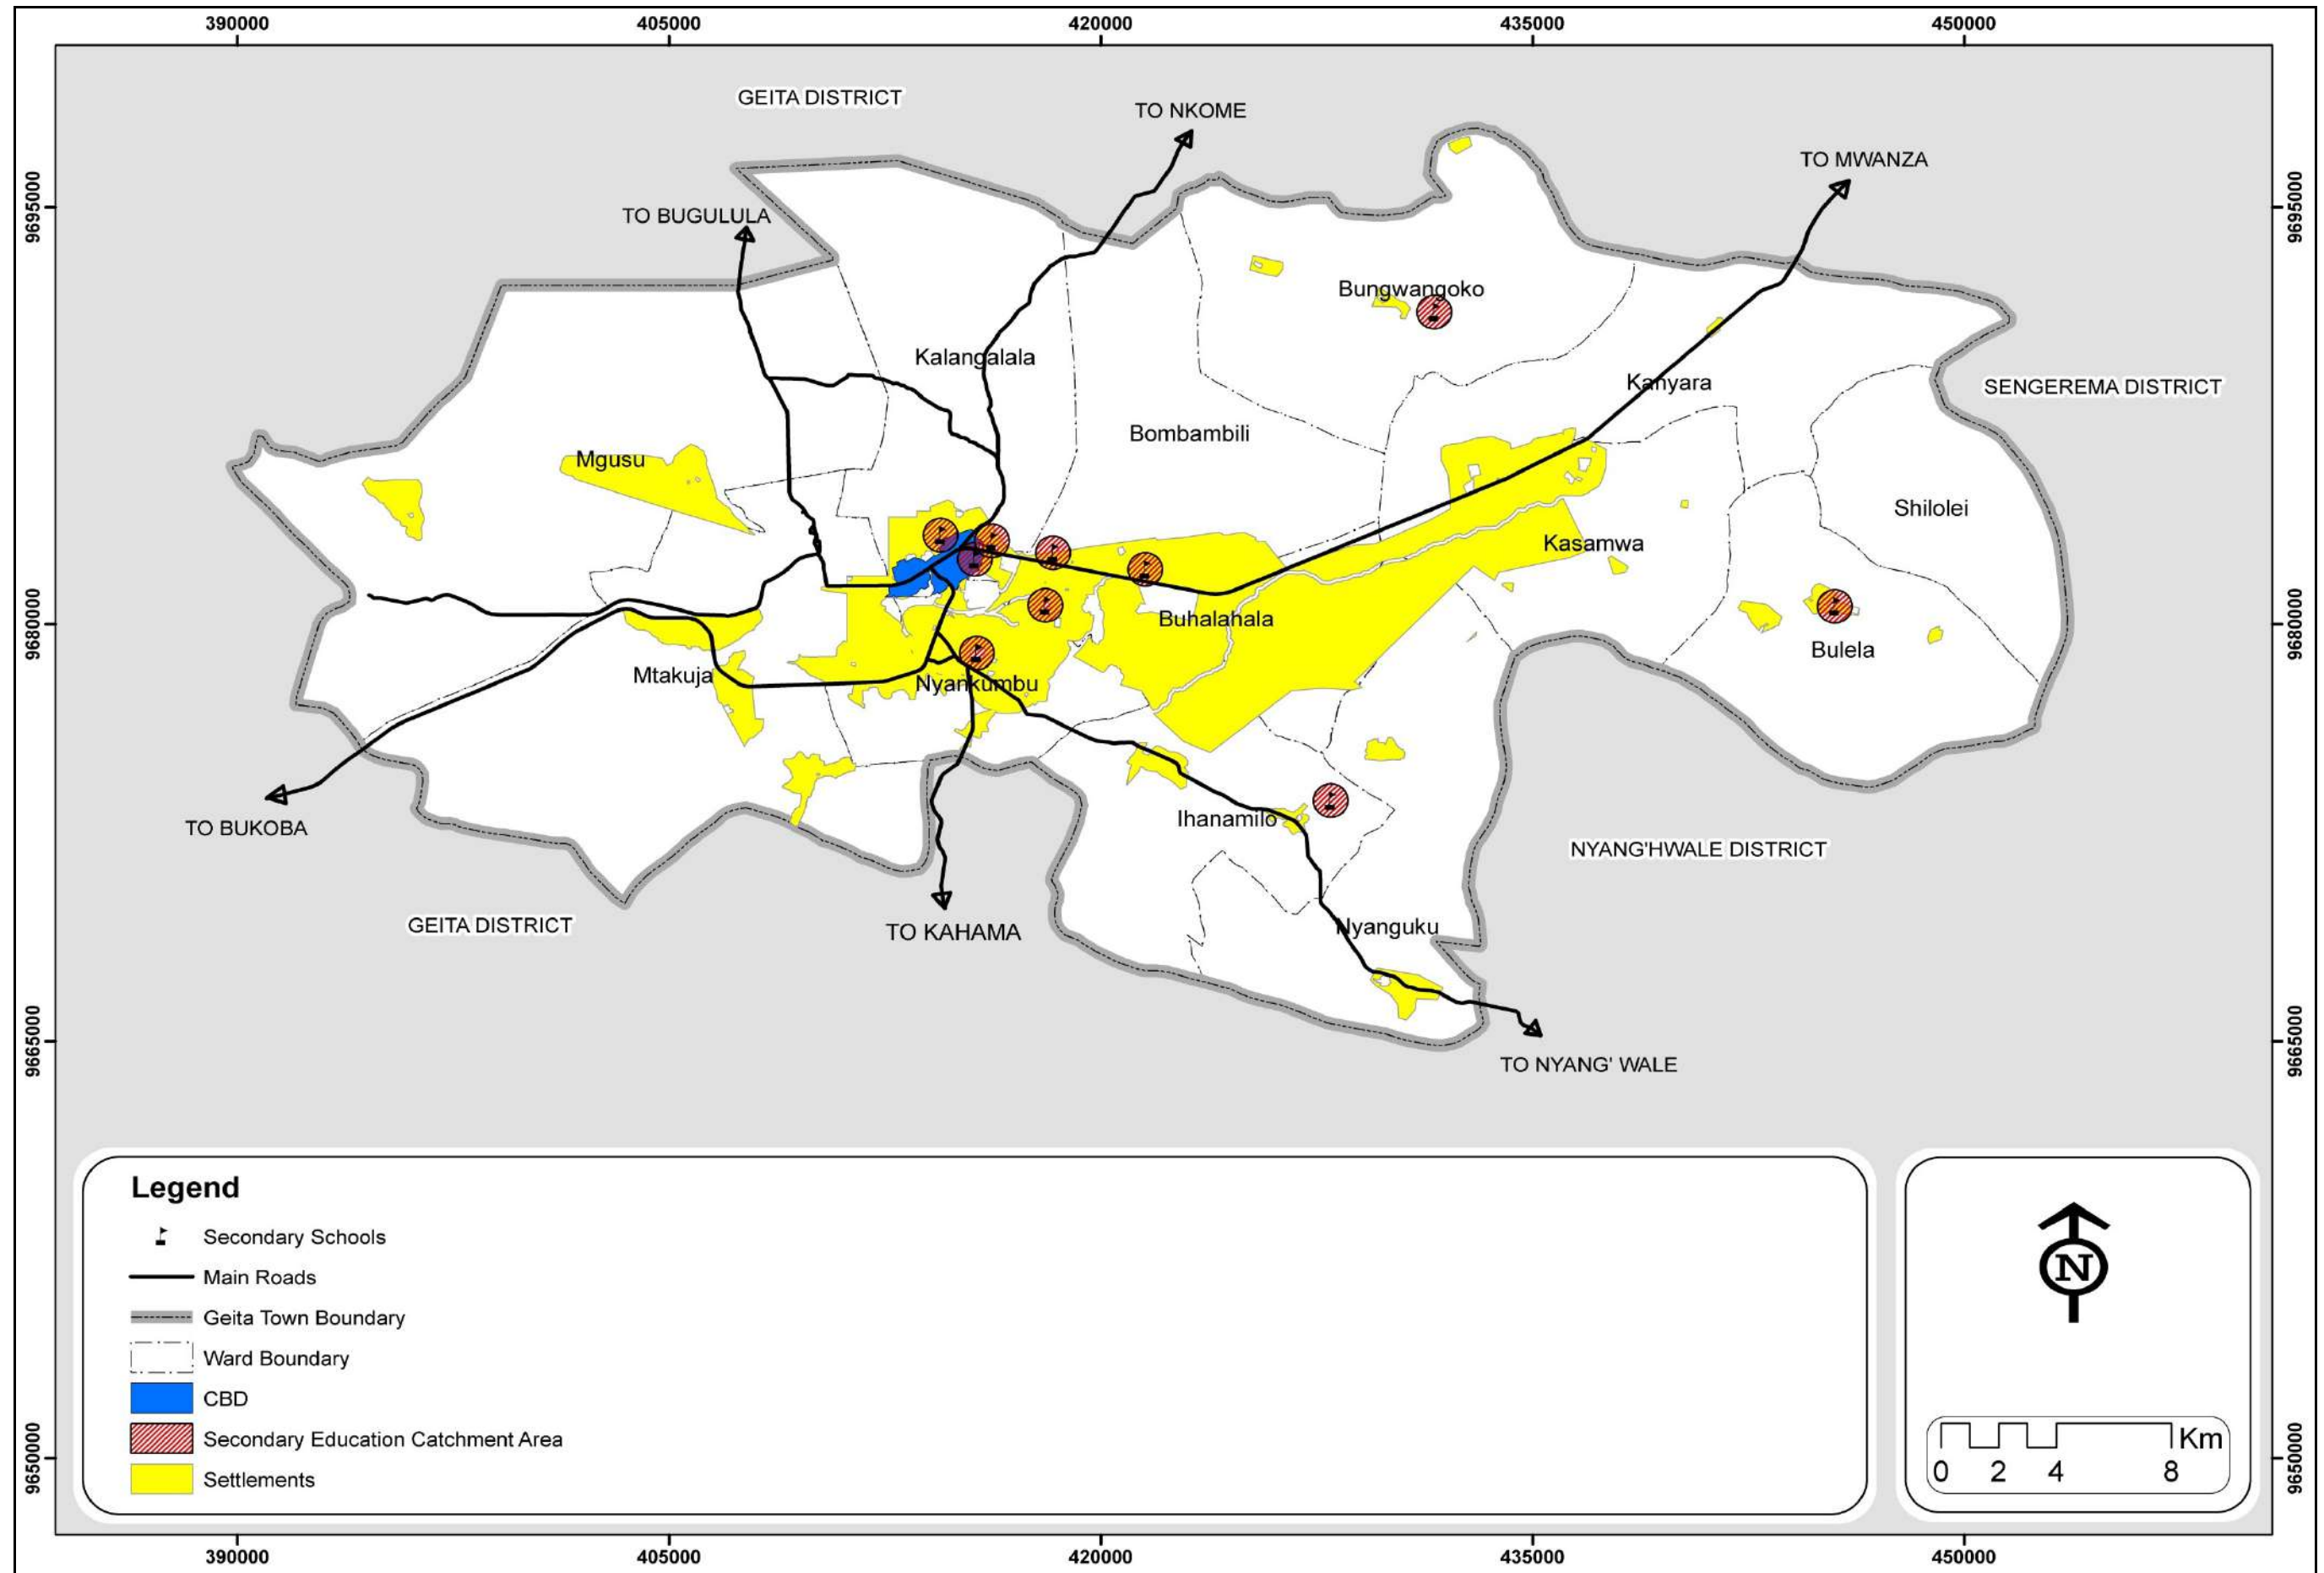 390000
405000
420000
435000
450000
GEITA DISTRICT
TO NKOME
TO MWANZA
9695000
9695000
TO BUGULULA
Bungwangoko
Kalangalala
Kanyara
SENGEREMA DISTRICT
Bombambili
Mgusu
Shilolei
Kasamwa
9680000
9680000
Buhalahala
Bulela
Mtakuja
Nyankumbu
Ihanamilo
TO BUKOBA
NYANG'HWALE DISTRICT
GEITA DISTRICT
TO KAHAMA
Nyanguku
9665000
9665000
TO NYANG' WALE
Legend
Secondary Schools
Main Roads
Geita Town Boundary
Ward Boundary
CBD
Secondary Education Catchment Area
Settlements
N
Km
0 2 4 8
9650000
9650000
390000
405000
420000
435000
450000